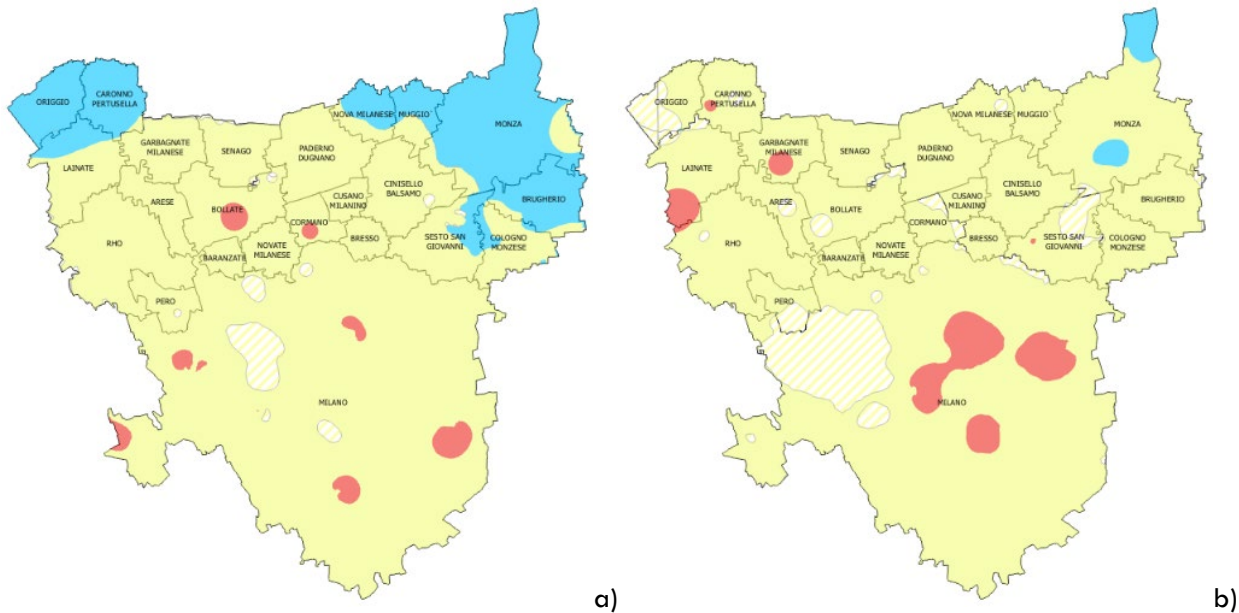 ORIGGIO
CARONNO
PERTUSELLA
LAINATE
GARBAGNATE
MILANESE
SENAGO
PADERNO
DUGNANO
NOVA MILANESE
MUGGIO
MONZA
ARESE
BOLLATE
CUSANO
MILANINO
CINISELLO
BALSAMO
BRUGHERIO
RHO
CORMANO
BARANZATE
NOVATE
MILANESE
BRESSO
SESTO SAN
GIOVANNI
COLOGNO
MONZESE
PERO
MILANO
a)
ORIGGIO
CARONNO
PERTUSELLA
LAINATE
GARBAGNATE
MILANESE
SENAGO
PADERNO
DUGNANO
NOVA MILANESE
MUGGIO
MONZA
ARESE
BOLLATE
CUSANO
MILANINO
CINISELLO
BALSAMO
BRUGHERIO
RHO
CORMANO
BARANZATE
NOVATE
MILANESE
BRESSO
SESTO SAN
GIOVANNI
COLOGNO
MONZESE
PERO
MILANO
b)